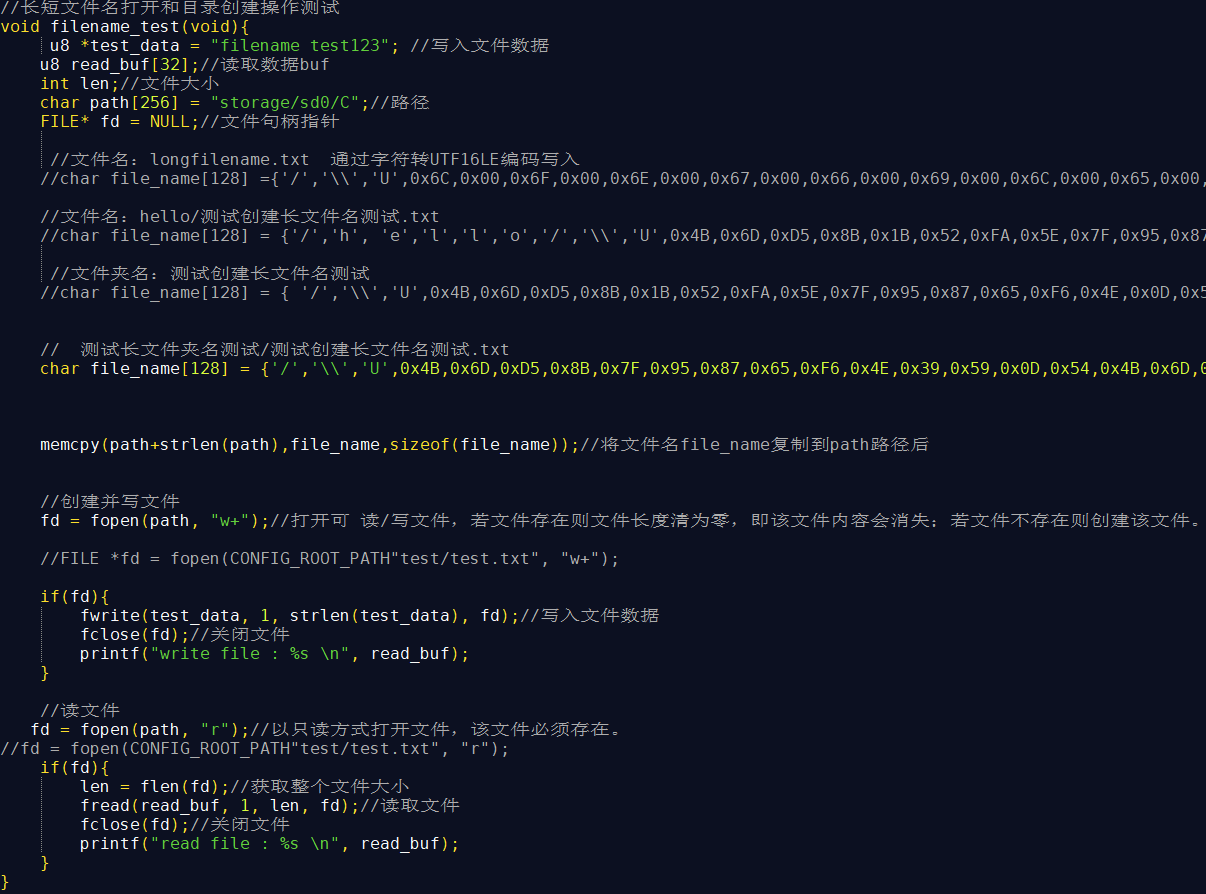 //长短文件名打开和目录创建操作测试
void filename_test(void){
u8 *test_data = "filename test123"; //写入文件数据
u8 read_buf[32];//读取数据buf
int len;//文件大小
char path[256] = "storage/sd0/C";//路径
FILE* fd = NULL;//文件句柄指针
//文件名：longfilename.txt  通过字符转UTF16LE编码写入
//char file_name[128] ={'/','\\','U',0x6C,0x00,0x6F,0x00,0x6E,0x00,0x67,0x00,0x66,0x00,0x69,0x00,0x6C,0x00,0x65,0x00,
//文件名：hello/测试创建长文件名测试.txt
//char file_name[128] = {'/','h', 'e','l','l','o','/','\\','U',0x4B,0x6D,0xD5,0x8B,0x1B,0x52,0xFA,0x5E,0x7F,0x95,0x87
//文件夹名：测试创建长文件名测试
//char file_name[128] = { '/','\\','U',0x4B,0x6D,0xD5,0x8B,0x1B,0x52,0xFA,0x5E,0x7F,0x95,0x87,0x65,0xF6,0x4E,0x0D,0x5
//  测试长文件夹名测试/测试创建长文件名测试.txt
char file_name[128] = {'/','\\','U',0x4B,0x6D,0xD5,0x8B,0x7F,0x95,0x87,0x65,0xF6,0x4E,0x39,0x59,0x0D,0x54,0x4B,0x6D,0
memcpy(path+strlen(path),file_name,sizeof(file_name));//将文件名file_name复制到path路径后
//创建并写文件
fd = fopen(path, "w+");//打开可 读/写文件，若文件存在则文件长度清为零，即该文件内容会消失；若文件不存在则创建该文件。
//FILE *fd = fopen(CONFIG_ROOT_PATH"test/test.txt", "w+");
if(fd){
fwrite(test_data, 1, strlen(test_data), fd);//写入文件数据
fclose(fd);//关闭文件
printf("write file : %s \n", read_buf);
}
//读文件
fd = fopen(path, "r");//以只读方式打开文件，该文件必须存在。
//fd = fopen(CONFIG_ROOT_PATH"test/test.txt", "r");
if(fd){
len = flen(fd);//获取整个文件大小
fread(read_buf, 1, len, fd);//读取文件
fclose(fd);//关闭文件
printf("read file : %s \n", read_buf);
}
}